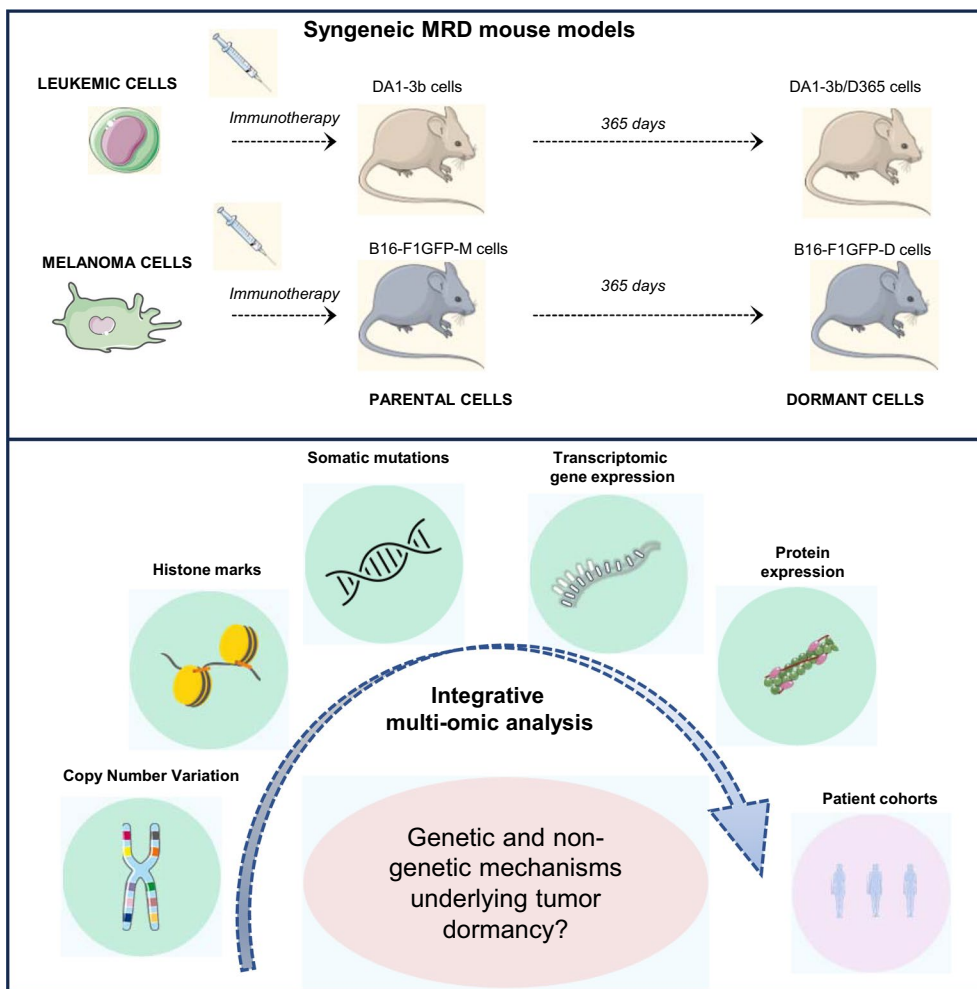 Syngeneic MRD mouse models
LEUKEMIC CELLS
Immunotherapy
DA1-3b cells
365 days
DA1-3b/D365 cells
MELANOMA CELLS
Immunotherapy
B16-F1GFP-M cells
365 days
B16-F1GFP-D cells
PARENTAL CELLS
DORMANT CELLS
Somatic mutations
Transcriptomic
gene expression
Histone marks
Protein
expression
Integrative
multi-omic analysis
Copy Number Variation
Patient cohorts
Genetic and non-
genetic mechanisms
underlying tumor
dormancy?